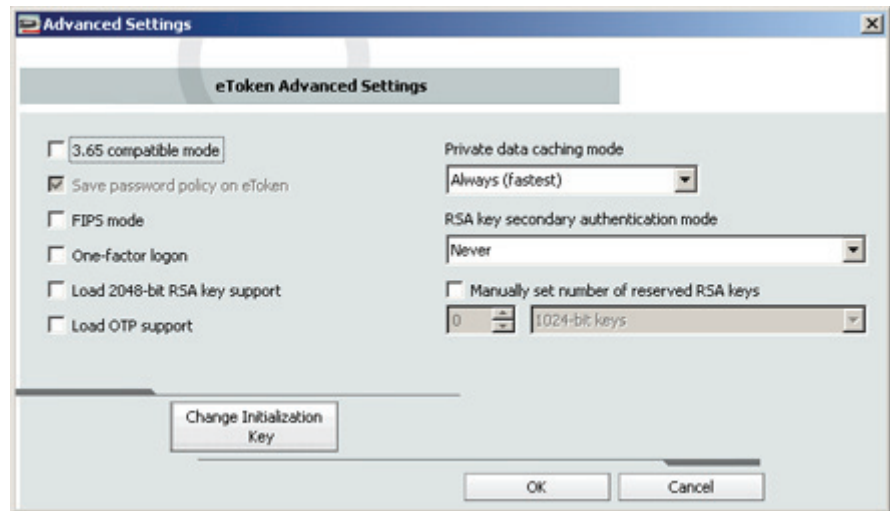 Advanced Settings
eToken Advanced Settings
3.65 compatible mode
Save password policy on eToken
FIPS mode
One-factor logon
Load 2048-bit RSA key support
Load OTP support
Private data caching mode
Always (fastest)
RSA key secondary authentication mode
Never
Manually set number of reserved RSA keys
0 1024-bit keys
Change Initialization
Key
OK Cancel